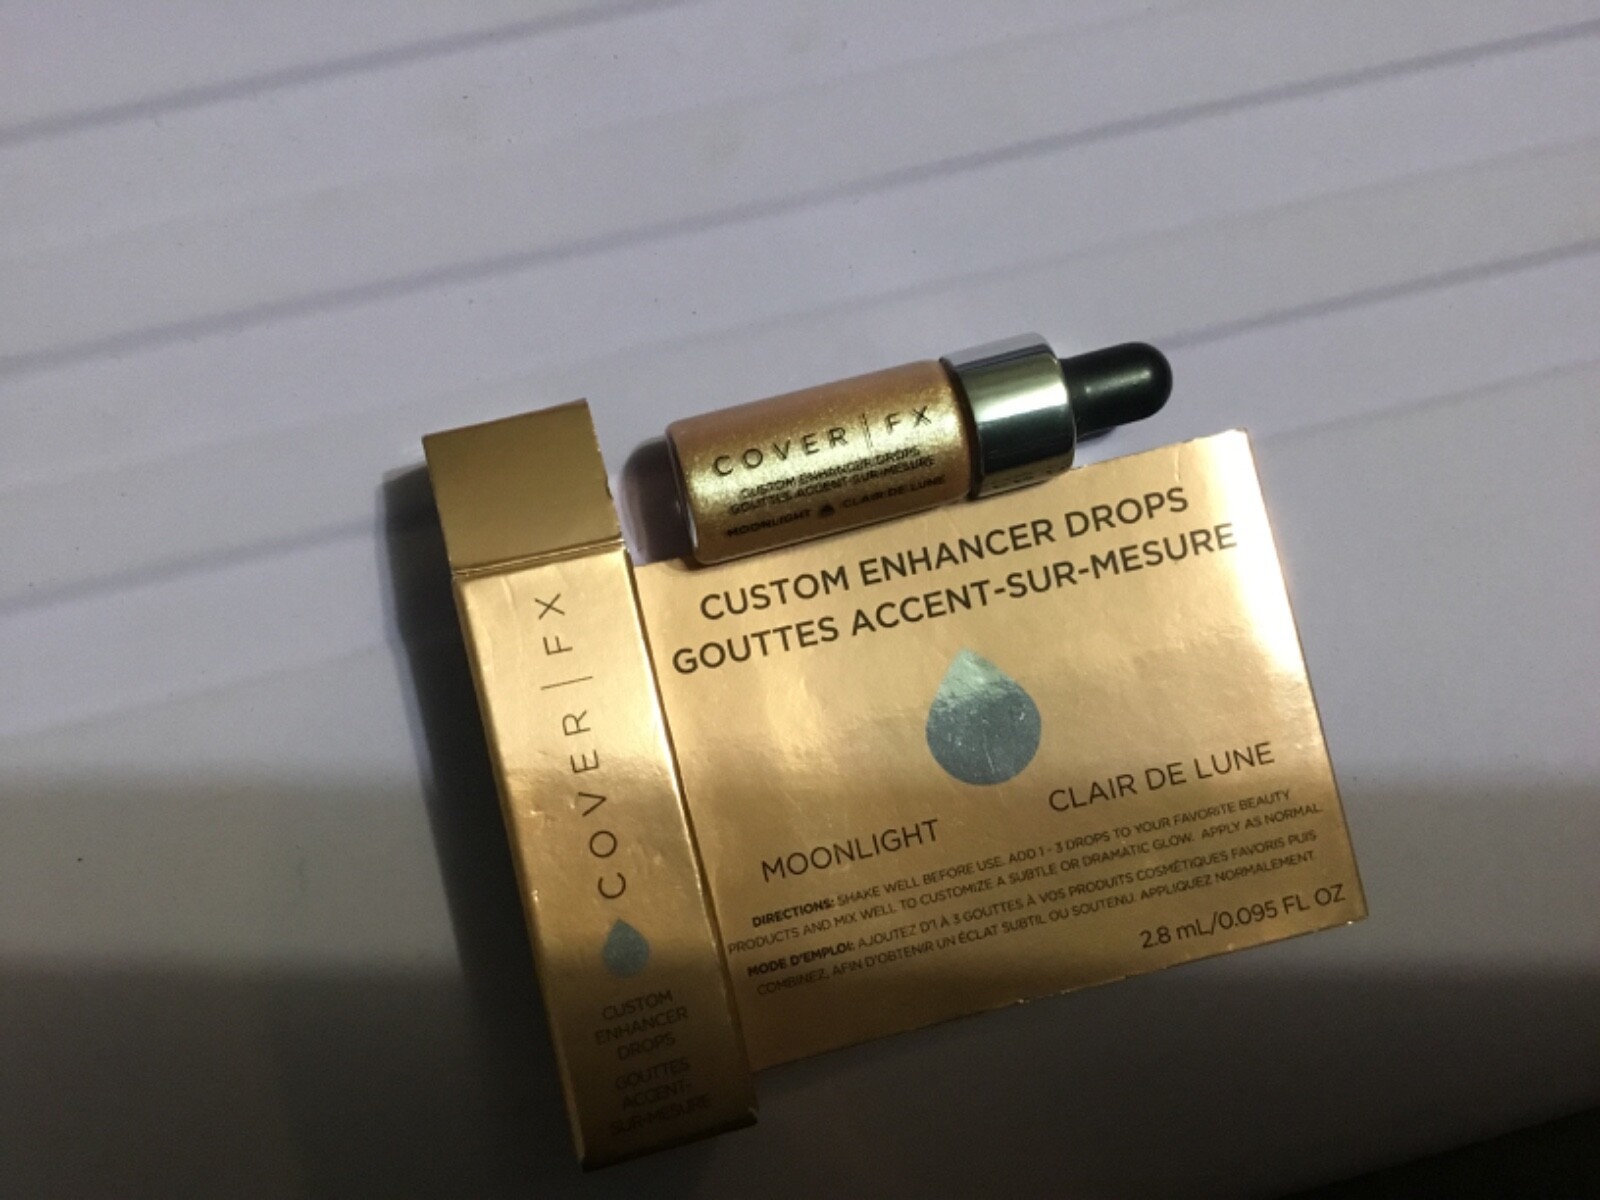 COVER | FX
CUSTOM ENHANCER DROPS
GOUTTES ACCENT-SUR-MESURE
MOONLIGHT CLAIR DE LUNE
CUSTOM ENHANCER DROPS
GOUTTES ACCENT-SUR-MESURE
MOONLIGHT CLAIR DE LUNE
DIRECTIONS: SHAKE WELL BEFORE USE. ADD 1 - 3 DROPS TO YOUR FAVORITE BEAUTY
PRODUCTS AND MIX WELL TO CUSTOMIZE A SUBTLE OR DRAMATIC GLOW. APPLY AS NORMAL.
MODE D'EMPLOI: AJOUTEZ D'1 À 3 GOUTTES À VOS PRODUITS COSMÉTIQUES FAVORIS PUIS
COMBINEZ, AFIN D'OBTENIR UN ÉCLAT SUBTIL OU SOUTENU. APPLIQUEZ NORMALEMENT.
2.8 mL/0.095 FL OZ
COVER | FX
CUSTOM
ENHANCER
DROPS
GOUTTES
ACCENT-
SUR-MESURE